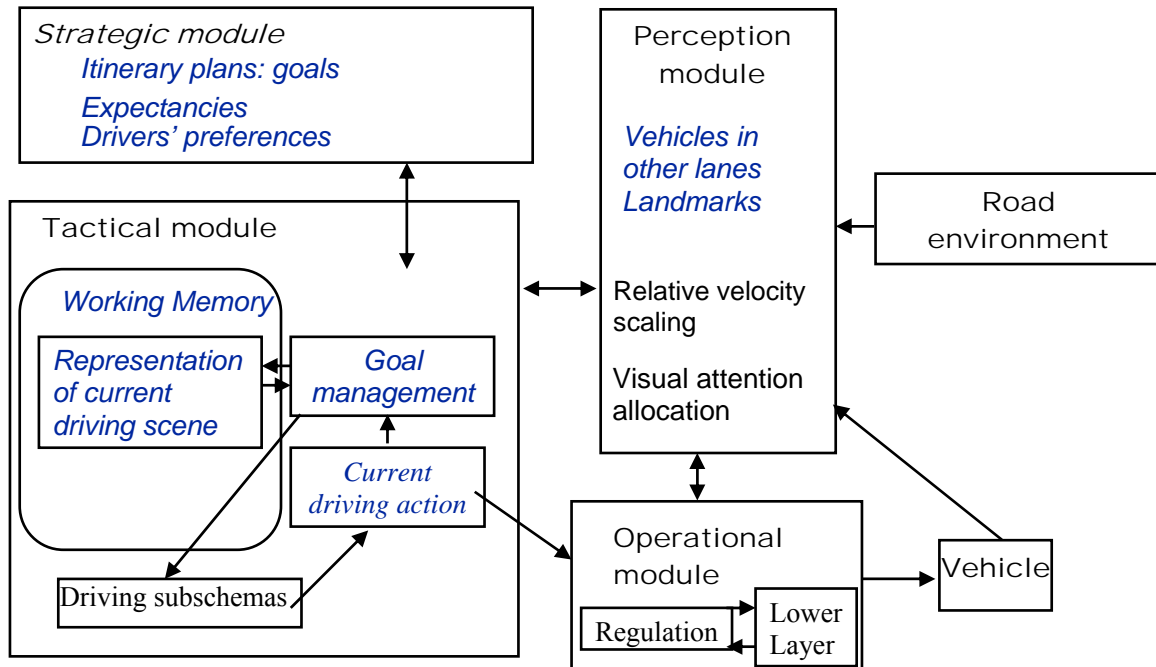 Strategic module
Itinerary plans: goals
Expectancies
Drivers' preferences
Perception
module
Vehicles in
other lanes
Landmarks
Relative velocity
scaling
Visual attention
allocation
Road
environment
Tactical module
Working Memory
Representation
of current
driving scene
Goal
management
Current
driving action
Driving subschemas
Operational
module
Regulation
Lower
Layer
Vehicle